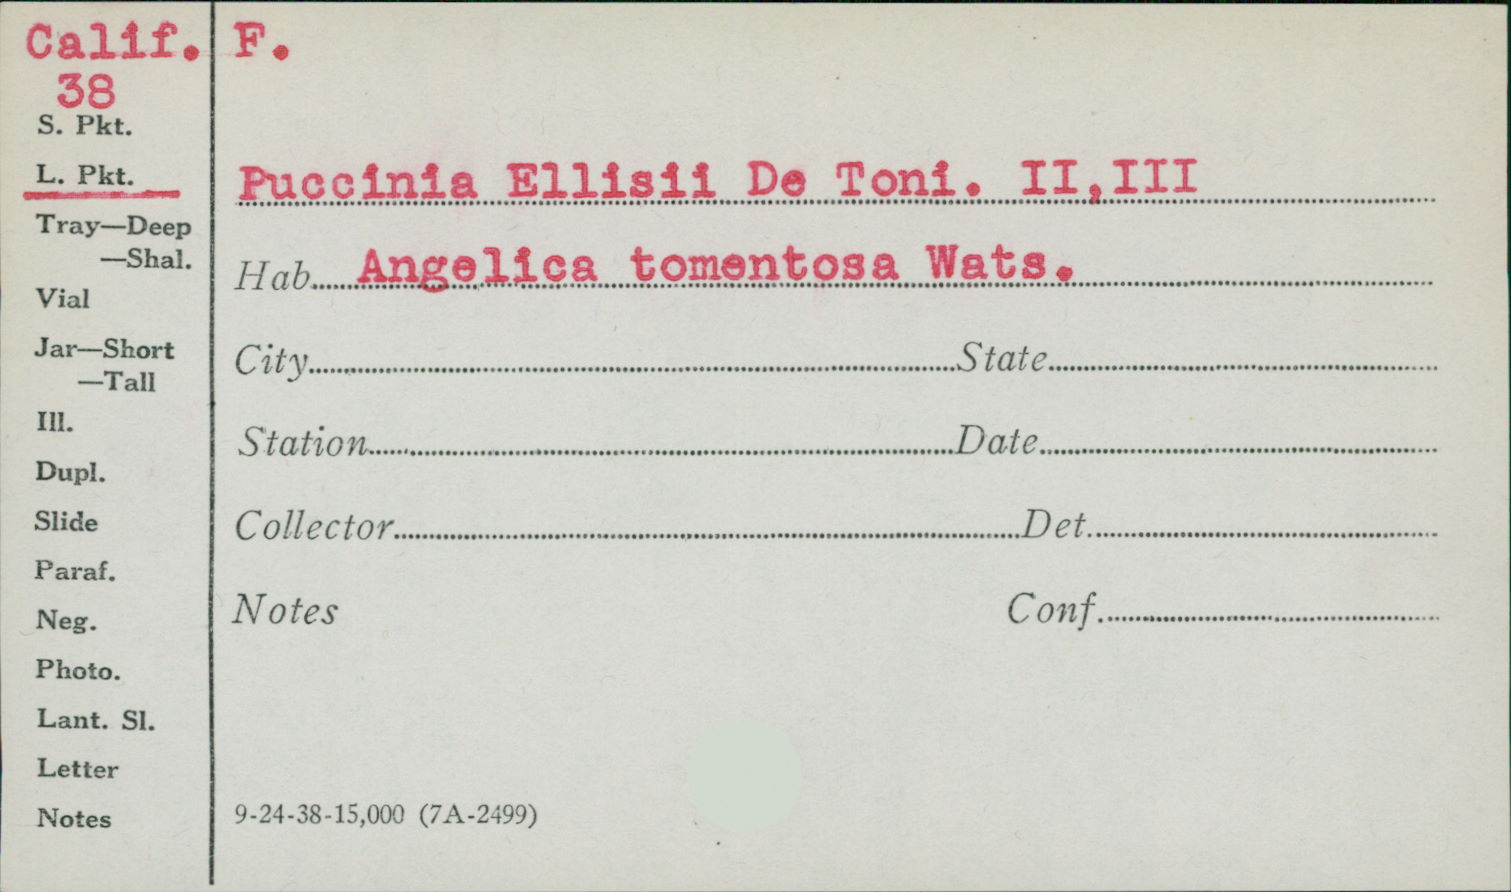 Calif. F.
38
S. Pkt.
L. Pkt.
Puccinia Ellisii De Toni. II,III
Tray—Deep
—Shal.
Hab. Angelica tomentosa Wats.
Vial
Jar—Short
—Tall
City State
Ill.
Station Date
Dupl.
Slide
Collector Det.
Paraf.
Neg.
Notes Conf.
Photo.
Lant. Sl.
Letter
Notes
9-24-38-15,000 (7A-2499)